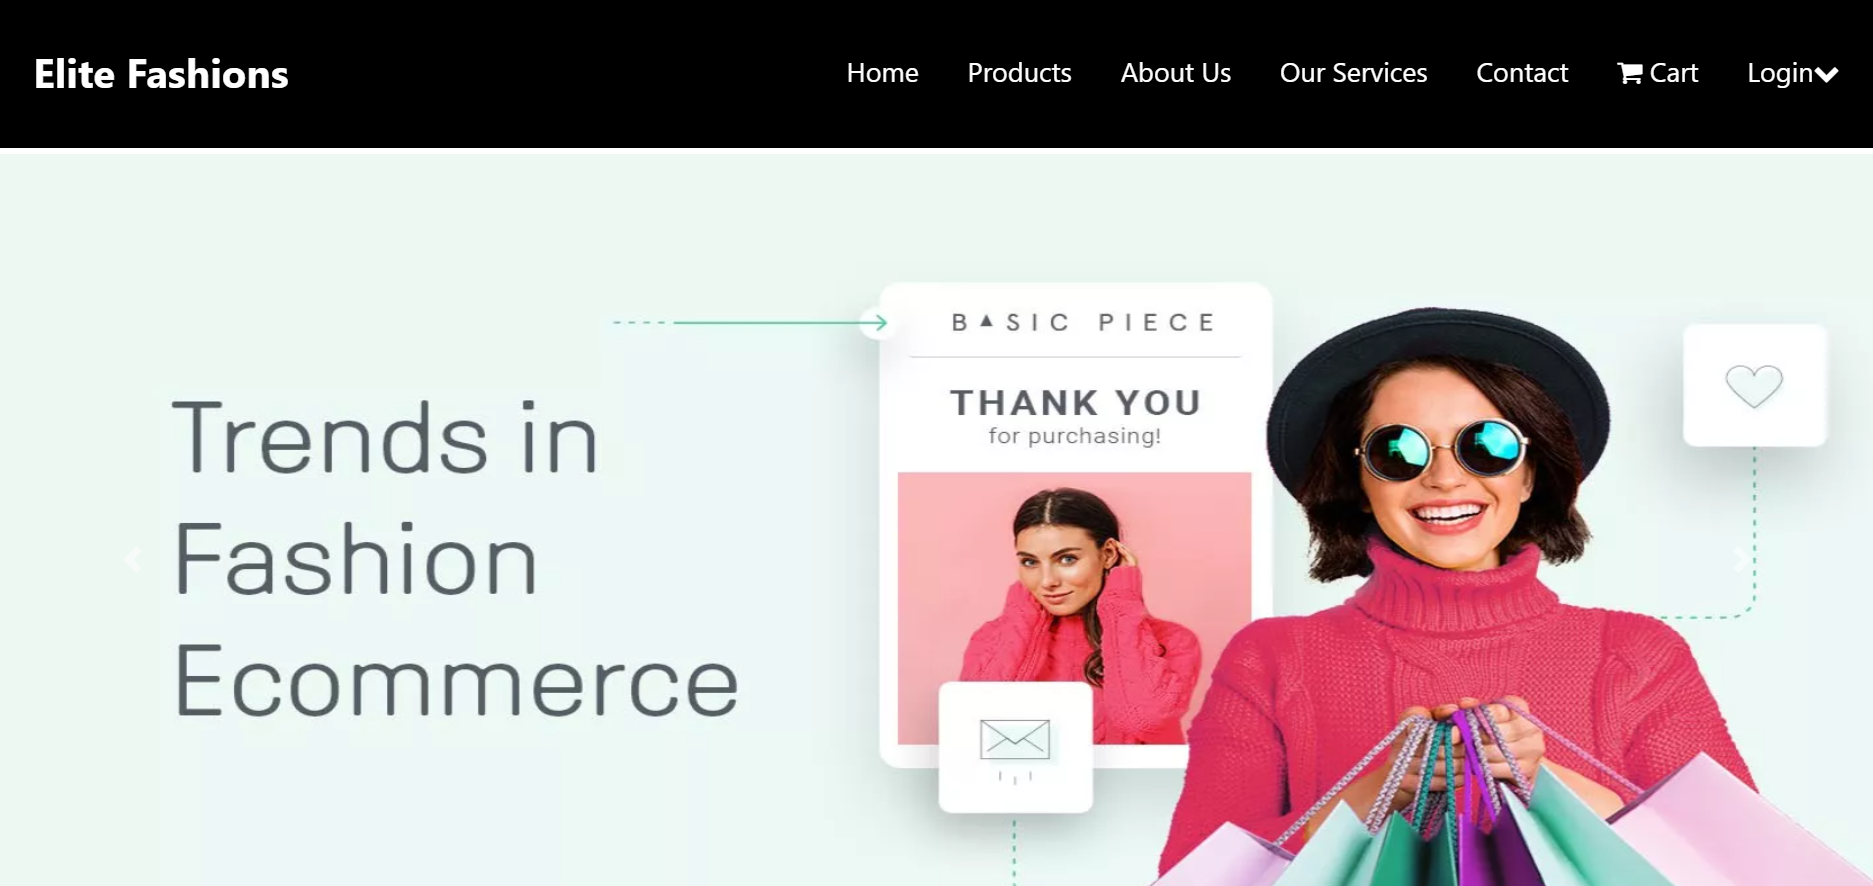 Elite Fashions
Home Products About Us Our Services Contact Cart Login
BASIC PIECE
THANK YOU
for purchasing!
Trends in
Fashion
Ecommerce